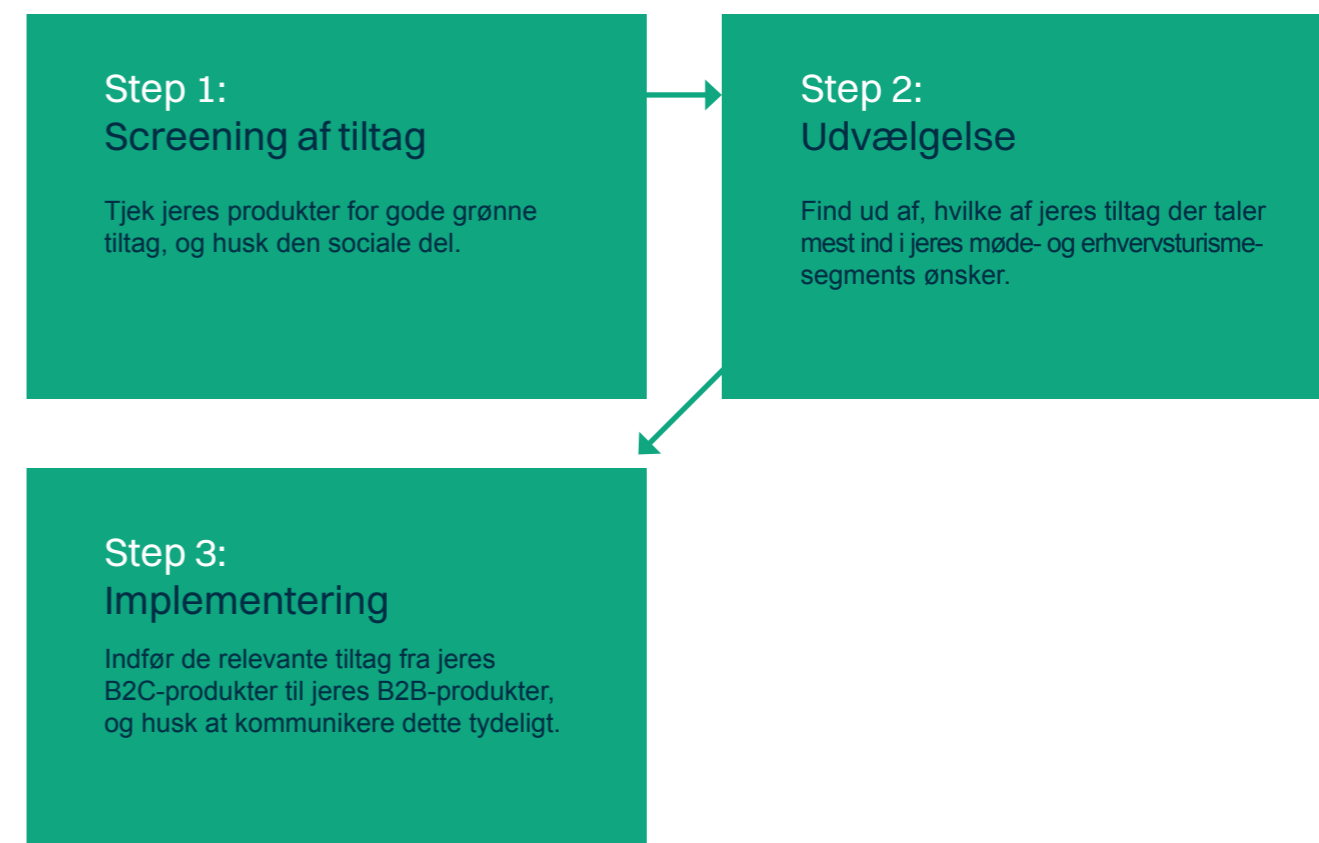 Step 1:
Screening af tiltag
Tjek jeres produkter for gode grønne
tiltag, og husk den sociale del.
Step 2:
Udvælgelse
Find ud af, hvilke af jeres tiltag der taler
mest ind i jeres møde- og erhvervsturisme-
segments ønsker.
Step 3:
Implementering
Indfør de relevante tiltag fra jeres
B2C-produkter til jeres B2B-produkter,
og husk at kommunikere dette tydeligt.